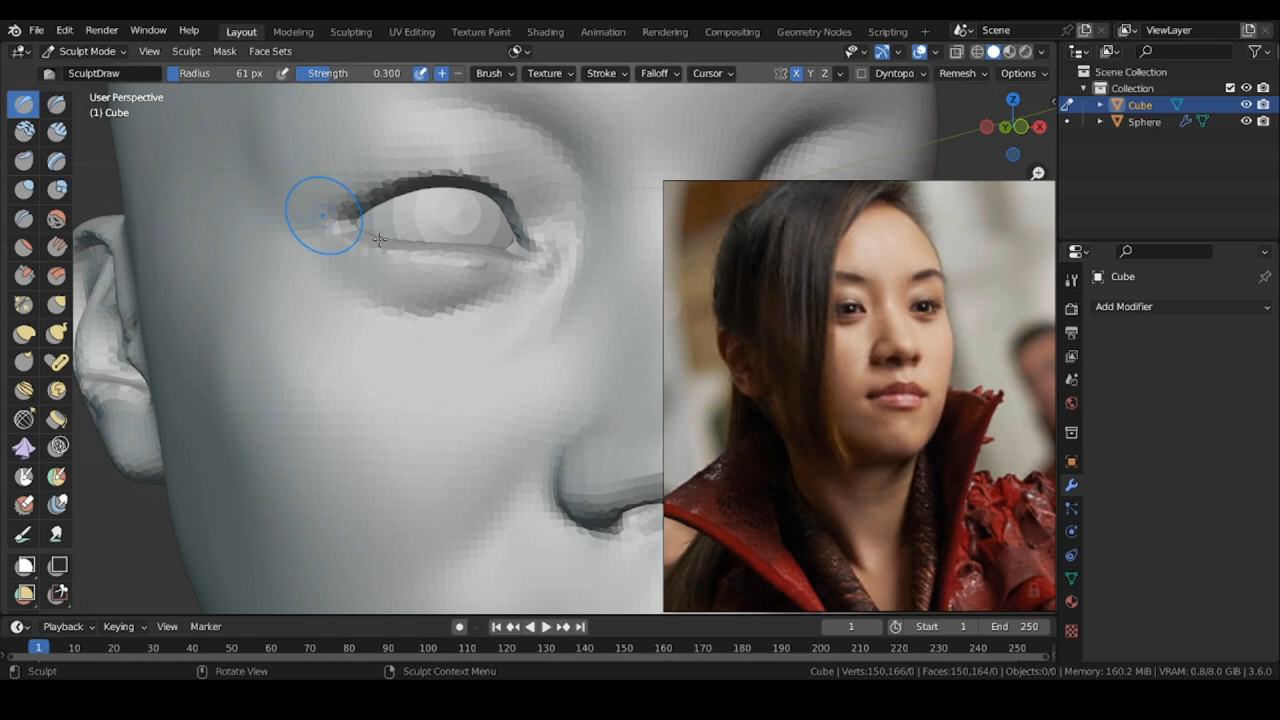 File Edit Render Window Help Layout Modeling Sculpting UV Editing Texture Paint Shading Animation Rendering Compositing Geometry Nodes Scripting + Scene ViewLayer
Sculpt Mode View Sculpt Mask Face Sets
SculptDraw Radius 61 px Strength 0.300 + − Brush Texture Stroke Falloff Cursor X Y Z Dyntopo Remesh Options
User Perspective
(1) Cube
Z
Y X
Scene Collection
Collection
Cube
Sphere
Cube
Add Modifier
Playback Keying View Marker 1 Start 1 End 250
1 10 20 30 40 50 60 70 80 90 100 110 120 130 140 150 160 170 180 190 200 210 220 230 240 250
Sculpt Rotate View Sculpt Context Menu Cube | Verts:150,166/0 | Faces:150,164/0 | Objects:0/0 | Memory: 160.2 MiB | VRAM: 0.8/8.0 GiB | 3.6.0